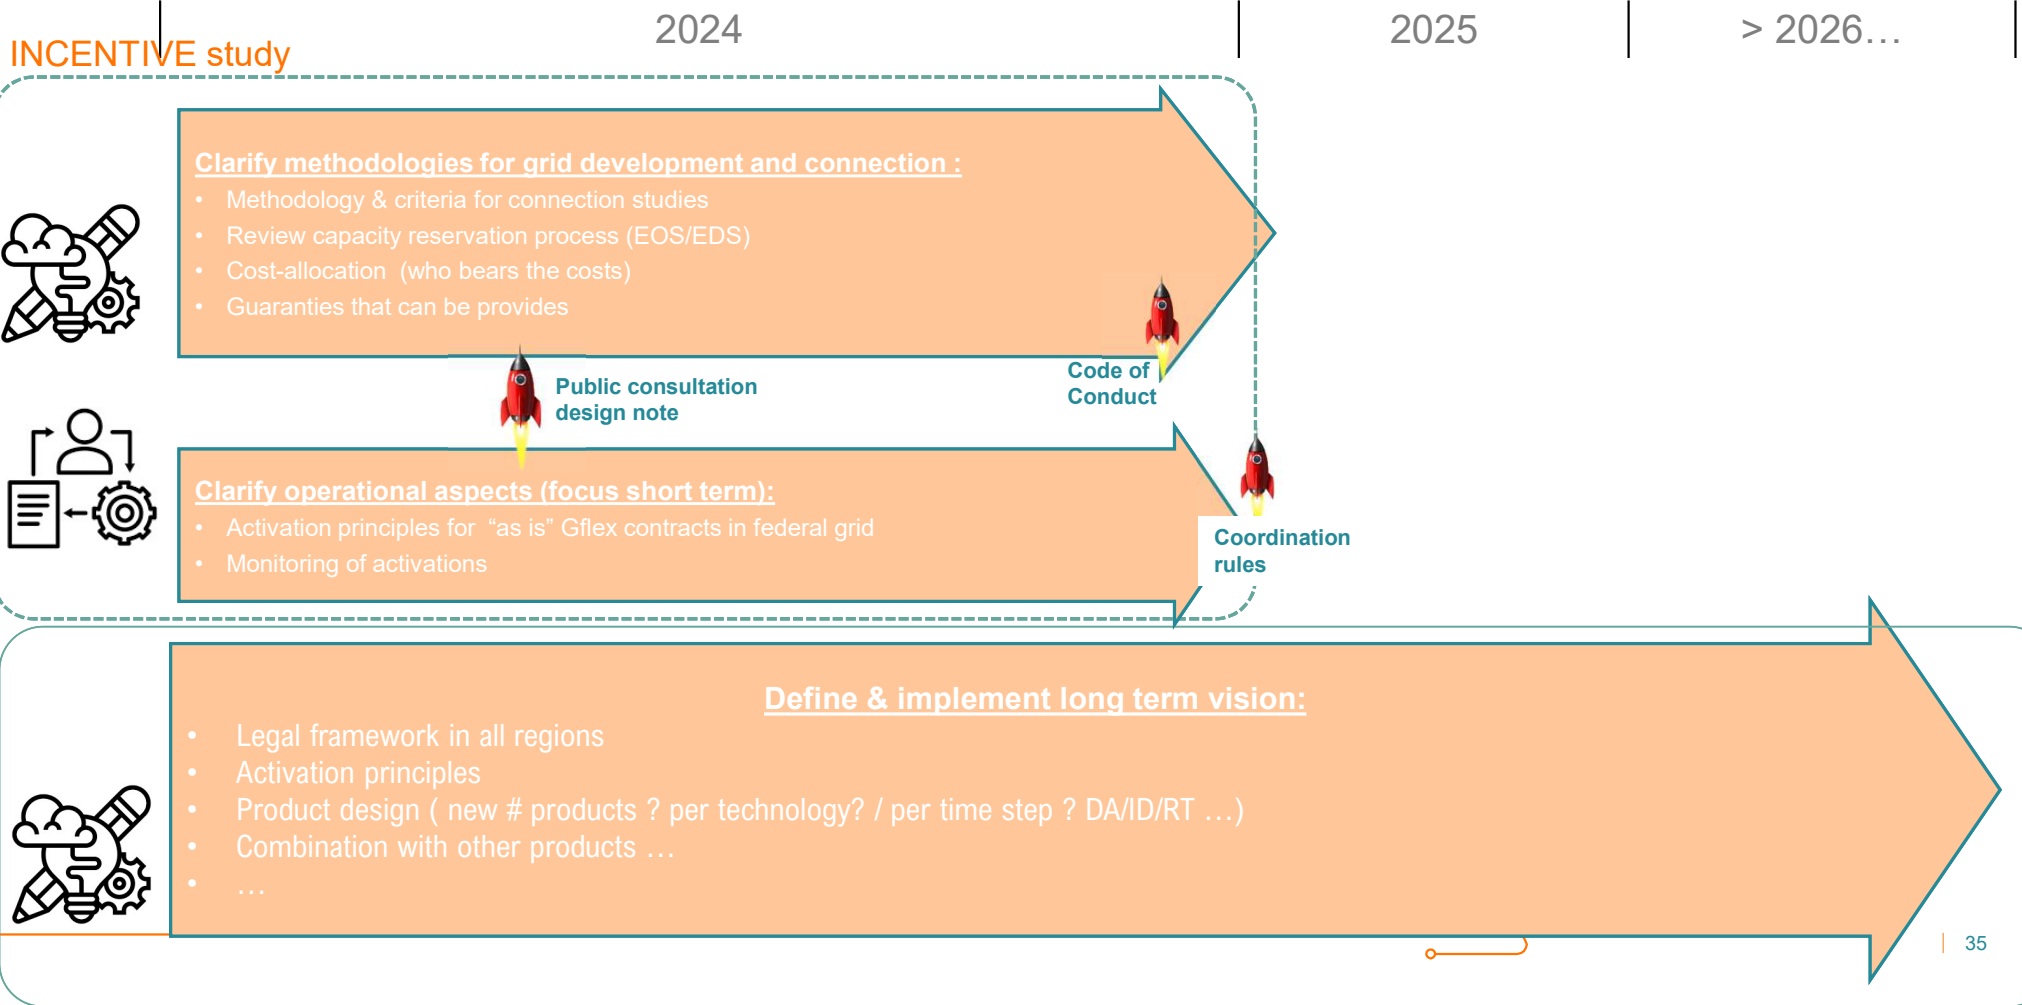 2024
2025
> 2026…
INCENTIVE study
Clarify methodologies for grid development and connection :
• Methodology & criteria for connection studies
• Review capacity reservation process (EOS/EDS)
• Cost-allocation (who bears the costs)
• Guaranties that can be provides
Public consultation
design note
Code of
Conduct
Clarify operational aspects (focus short term):
• Activation principles for “as is” Gflex contracts in federal grid
• Monitoring of activations
Coordination
rules
Define & implement long term vision:
• Legal framework in all regions
• Activation principles
• Product design ( new # products ? per technology? / per time step ? DA/ID/RT …)
• Combination with other products …
• …
35